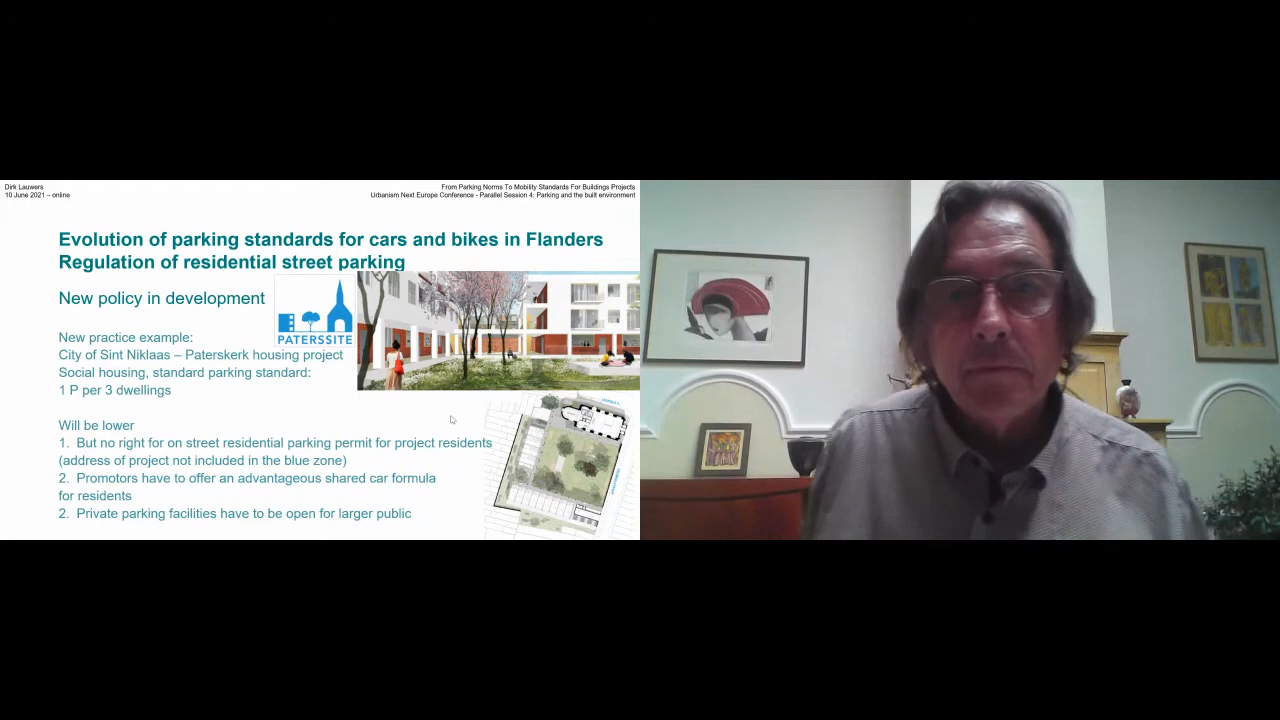 Dirk Lauwers
10 June 2021 – online
From Parking Norms To Mobility Standards For Buildings Projects
Urbanism Next Europe Conference - Parallel Session 4: Parking and the built environment
Evolution of parking standards for cars and bikes in Flanders
Regulation of residential street parking
New policy in development
PATERSSITE
New practice example:
City of Sint Niklaas – Paterskerk housing project
Social housing, standard parking standard:
1 P per 3 dwellings
Will be lower
1. But no right for on street residential parking permit for project residents
(address of project not included in the blue zone)
2. Promotors have to offer an advantageous shared car formula
for residents
2. Private parking facilities have to be open for larger public